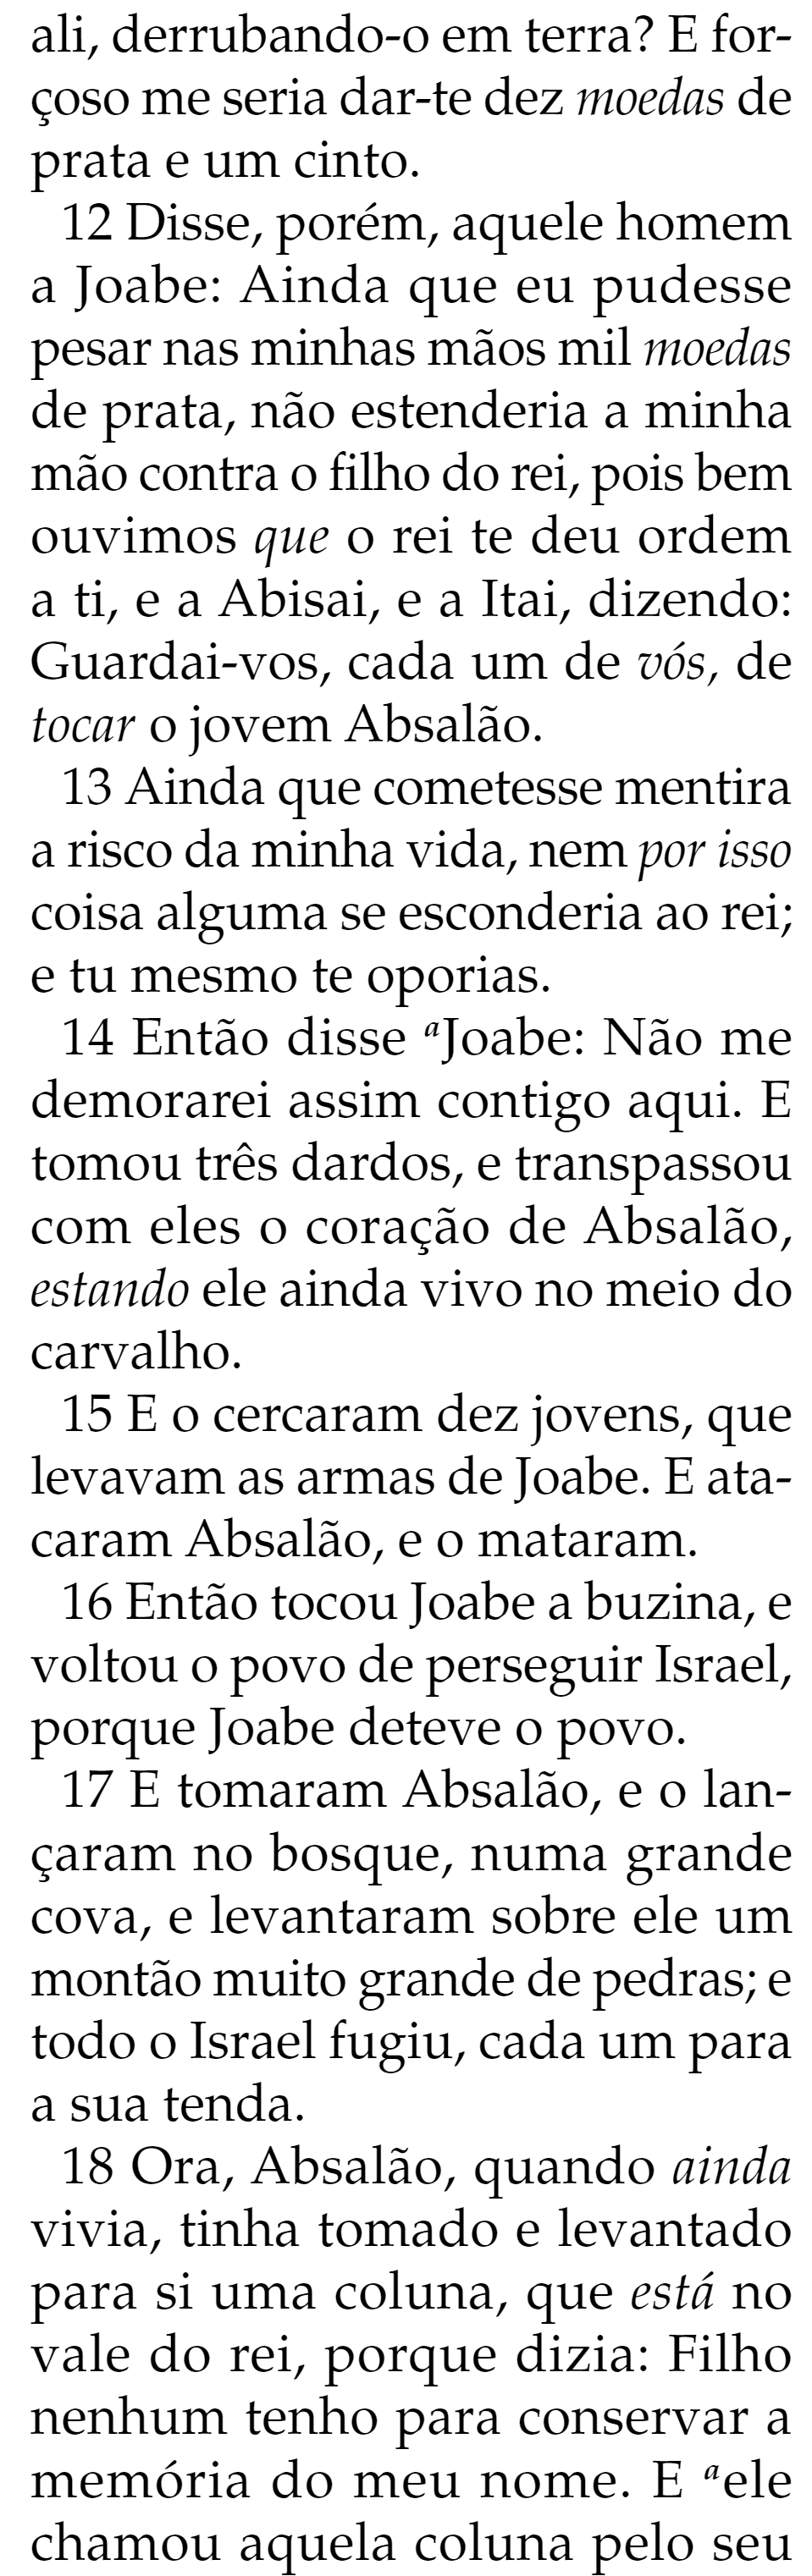 ali, derrubando-o em terra? E for-
çoso me seria dar-te dez moedas de
prata e um cinto.
12 Disse, porém, aquele homem
a Joabe: Ainda que eu pudesse
pesar nas minhas mãos mil moedas
de prata, não estenderia a minha
mão contra o filho do rei, pois bem
ouvimos que o rei te deu ordem
a ti, e a Abisai, e a Itai, dizendo:
Guardai-vos, cada um de vós, de
tocar o jovem Absalão.
13 Ainda que cometesse mentira
a risco da minha vida, nem por isso
coisa alguma se esconderia ao rei;
e tu mesmo te oporias.
14 Então disse ᵃJoabe: Não me
demorarei assim contigo aqui. E
tomou três dardos, e transpassou
com eles o coração de Absalão,
estando ele ainda vivo no meio do
carvalho.
15 E o cercaram dez jovens, que
levavam as armas de Joabe. E ata-
caram Absalão, e o mataram.
16 Então tocou Joabe a buzina, e
voltou o povo de perseguir Israel,
porque Joabe deteve o povo.
17 E tomaram Absalão, e o lan-
çaram no bosque, numa grande
cova, e levantaram sobre ele um
montão muito grande de pedras; e
todo o Israel fugiu, cada um para
a sua tenda.
18 Ora, Absalão, quando ainda
vivia, tinha tomado e levantado
para si uma coluna, que está no
vale do rei, porque dizia: Filho
nenhum tenho para conservar a
memória do meu nome. E ᵃele
chamou aquela coluna pelo seu